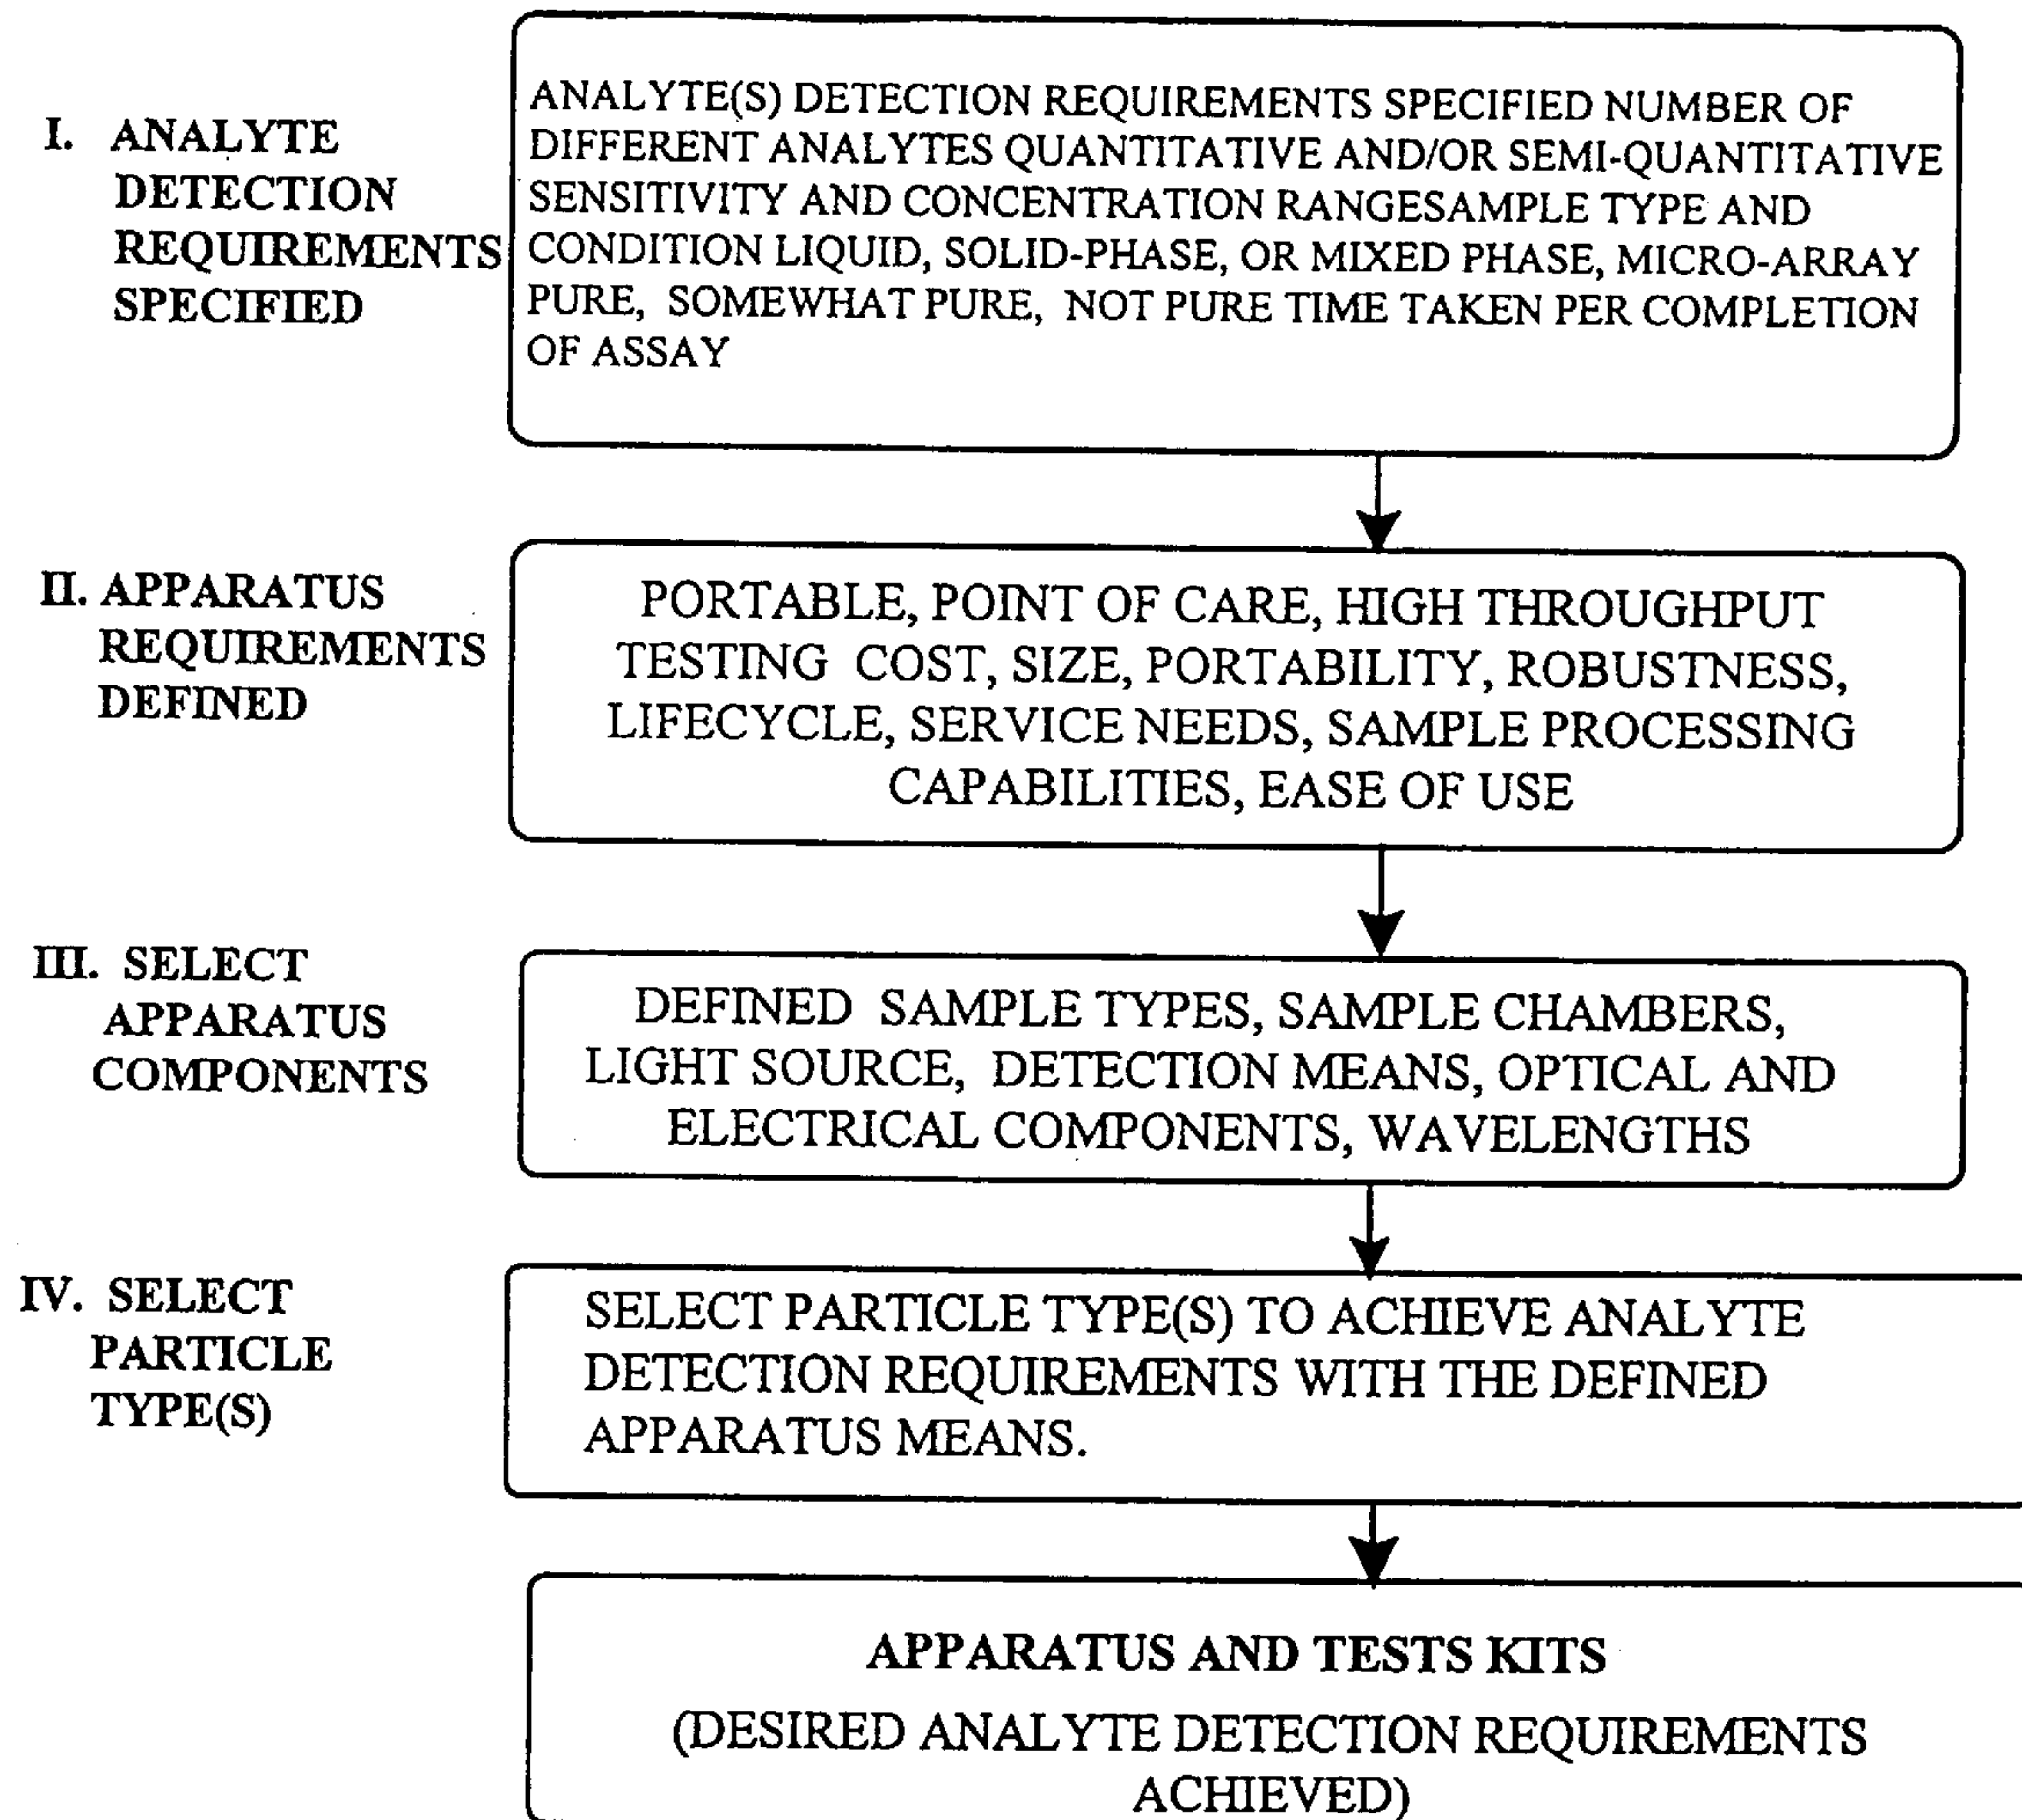 I. ANALYTE
DETECTION
REQUIREMENTS
SPECIFIED
ANALYTE(S) DETECTION REQUIREMENTS SPECIFIED NUMBER OF
DIFFERENT ANALYTES QUANTITATIVE AND/OR SEMI-QUANTITATIVE
SENSITIVITY AND CONCENTRATION RANGESAMPLE TYPE AND
CONDITION LIQUID, SOLID-PHASE, OR MIXED PHASE, MICRO-ARRAY
PURE, SOMEWHAT PURE, NOT PURE TIME TAKEN PER COMPLETION
OF ASSAY
II. APPARATUS
REQUIREMENTS
DEFINED
PORTABLE, POINT OF CARE, HIGH THROUGHPUT
TESTING COST, SIZE, PORTABILITY, ROBUSTNESS,
LIFECYCLE, SERVICE NEEDS, SAMPLE PROCESSING
CAPABILITIES, EASE OF USE
III. SELECT
APPARATUS
COMPONENTS
DEFINED SAMPLE TYPES, SAMPLE CHAMBERS,
LIGHT SOURCE, DETECTION MEANS, OPTICAL AND
ELECTRICAL COMPONENTS, WAVELENGTHS
IV. SELECT
PARTICLE
TYPE(S)
SELECT PARTICLE TYPE(S) TO ACHIEVE ANALYTE
DETECTION REQUIREMENTS WITH THE DEFINED
APPARATUS MEANS.
APPARATUS AND TESTS KITS
(DESIRED ANALYTE DETECTION REQUIREMENTS
ACHIEVED)